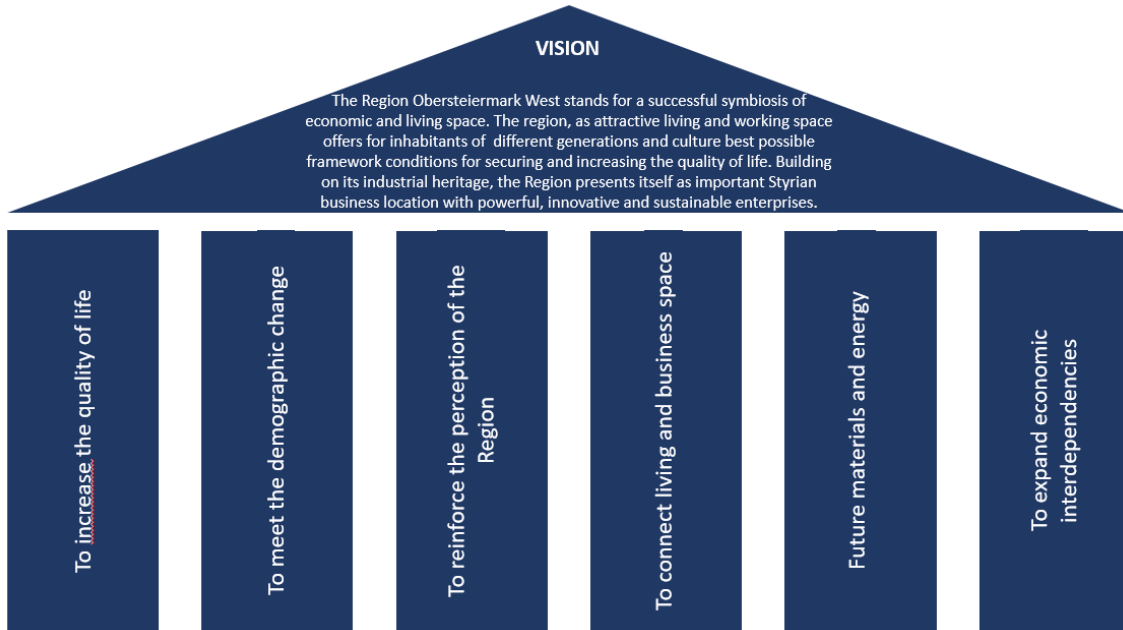 VISION
The Region Obersteiermark West stands for a successful symbiosis of
economic and living space. The region, as attractive living and working space
offers for inhabitants of different generations and culture best possible
framework conditions for securing and increasing the quality of life. Building
on its industrial heritage, the Region presents itself as important Styrian
business location with powerful, innovative and sustainable enterprises.
To increase the quality of life
To meet the demographic change
To reinforce the perception of the
Region
To connect living and business space
Future materials and energy
To expand economic
interdependencies